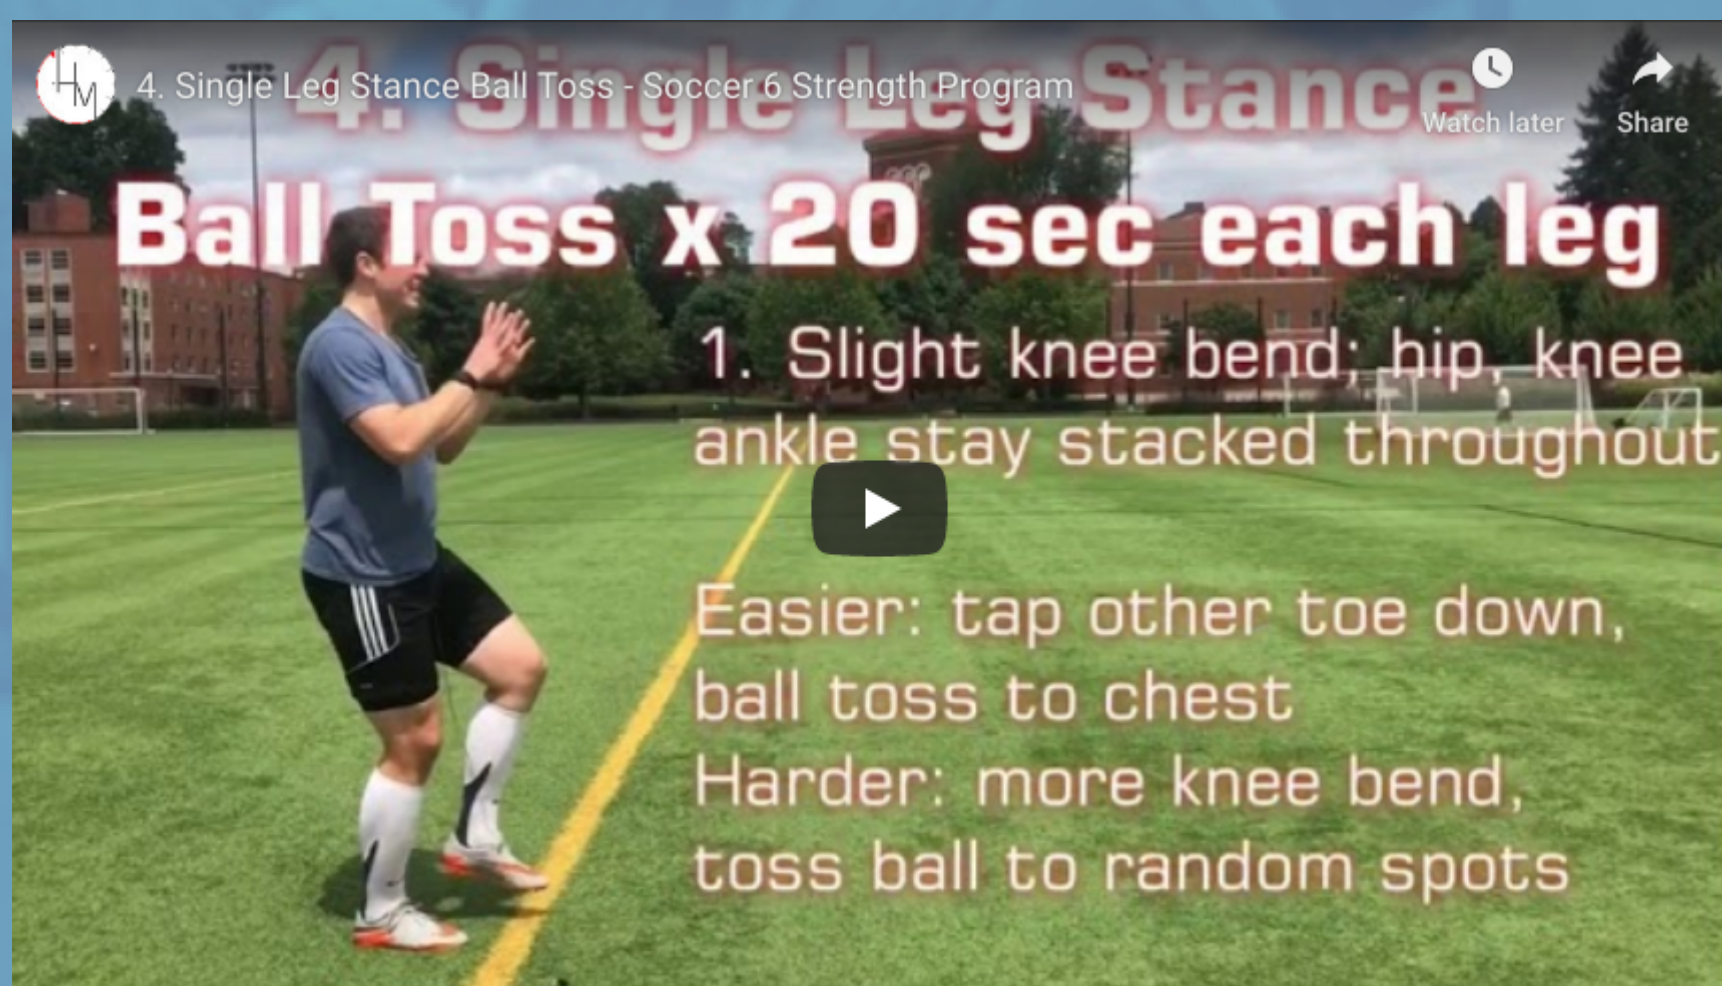 HM
4. Single Leg Stance Ball Toss - Soccer 6 Strength Program
Watch later
Share
4. Single Leg Stance
Ball Toss x 20 sec each leg
1. Slight knee bend; hip, knee
ankle stay stacked throughout
Easier: tap other toe down,
ball toss to chest
Harder: more knee bend,
toss ball to random spots